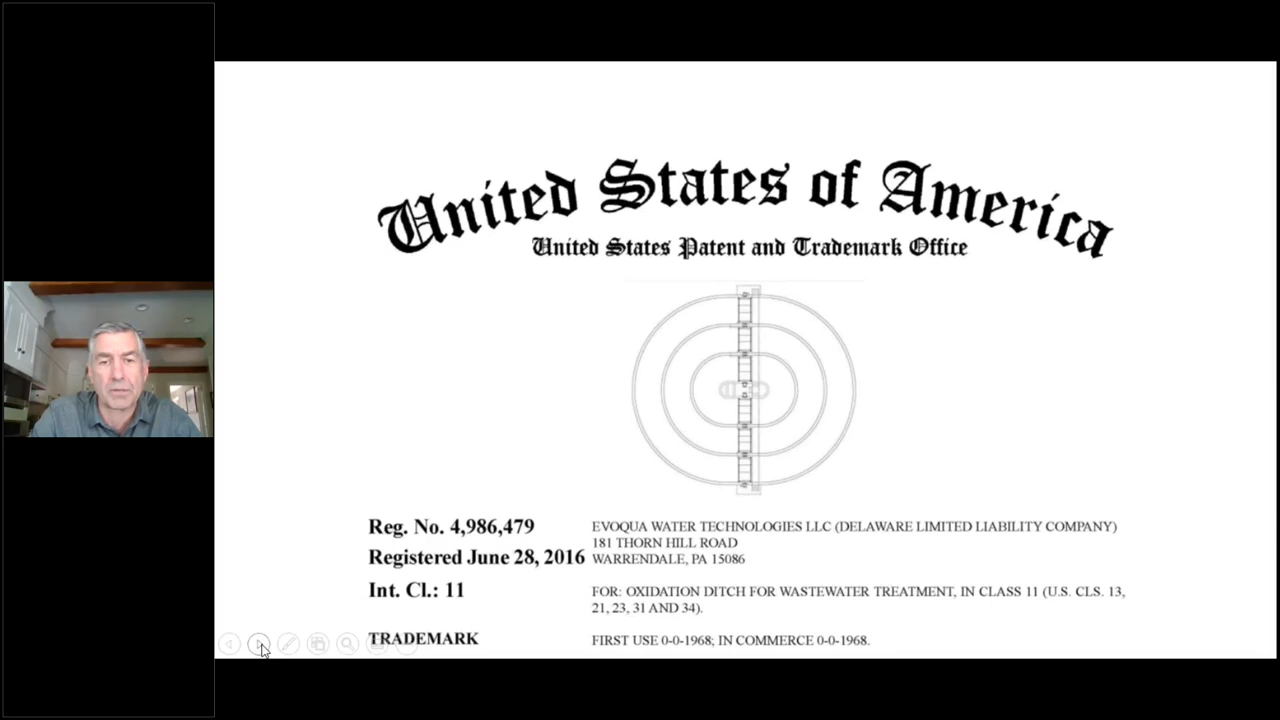 United States of America
United States Patent and Trademark Office
Reg. No. 4,986,479
EVOQUA WATER TECHNOLOGIES LLC (DELAWARE LIMITED LIABILITY COMPANY)
181 THORN HILL ROAD
Registered June 28, 2016
WARRENDALE, PA 15086
Int. Cl.: 11
FOR: OXIDATION DITCH FOR WASTEWATER TREATMENT, IN CLASS 11 (U.S. CLS. 13,
21, 23, 31 AND 34).
TRADEMARK
FIRST USE 0-0-1968; IN COMMERCE 0-0-1968.